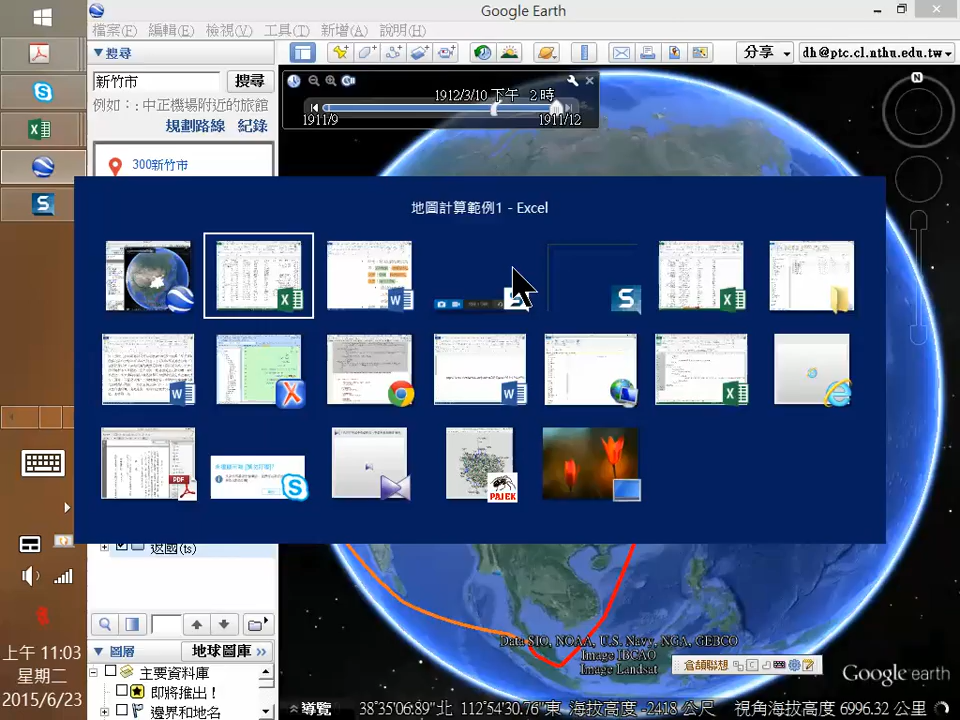 Google Earth
檔案(F) 編輯(E) 檢視(V) 工具(T) 新增(A) 說明(H)
搜尋
分享
dh@ptc.cl.nthu.edu.tw
新竹市
搜尋
例如：: 中正機場附近的旅館
規劃路線 紀錄
1912/3/10 下午 2 時
1911/9
1911/12
N
300新竹市
地圖計算範例1 - Excel
PDF
PAJEK
返國(ts)
圖層
地球圖庫 >>
主要資料庫
即將推出！
邊界和地名
上午 11:03
星期二
2015/6/23
Data SIO, NOAA, U.S. Navy, NGA, GEBCO
Image IBCAO
Image Landsat
倉頡聯想
Google earth
導覽
38°35'06.89"北 112°54'30.76"東 海拔高度 -2418 公尺 視角海拔高度 6996.32 公里